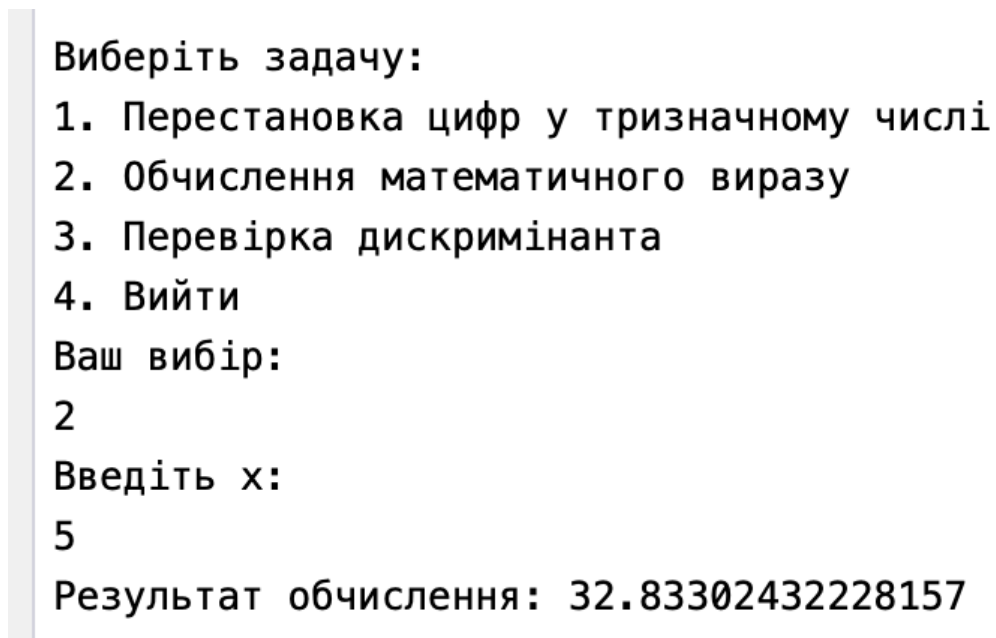 Виберіть задачу:
1. Перестановка цифр у тризначному числі
2. Обчислення математичного виразу
3. Перевірка дискримінанта
4. Вийти
Ваш вибір:
2
Введіть x:
5
Результат обчислення: 32.83302432228157